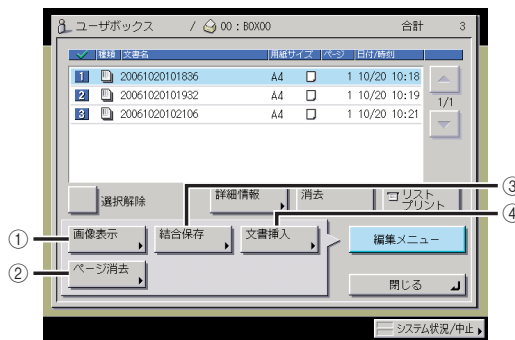 ユーザボックス / 00 : BOX00 合計 3
種類 文書名 用紙サイズ ページ 日付/時刻
1 20061020101836 A4 1 10/20 10:18
2 20061020101932 A4 1 10/20 10:19
3 20061020102106 A4 1 10/20 10:21
1/1
選択解除 詳細情報 消去 リスト
プリント
③
④
① 画像表示 結合保存 文書挿入 編集メニュー
② ページ消去
閉じる
システム状況/中止